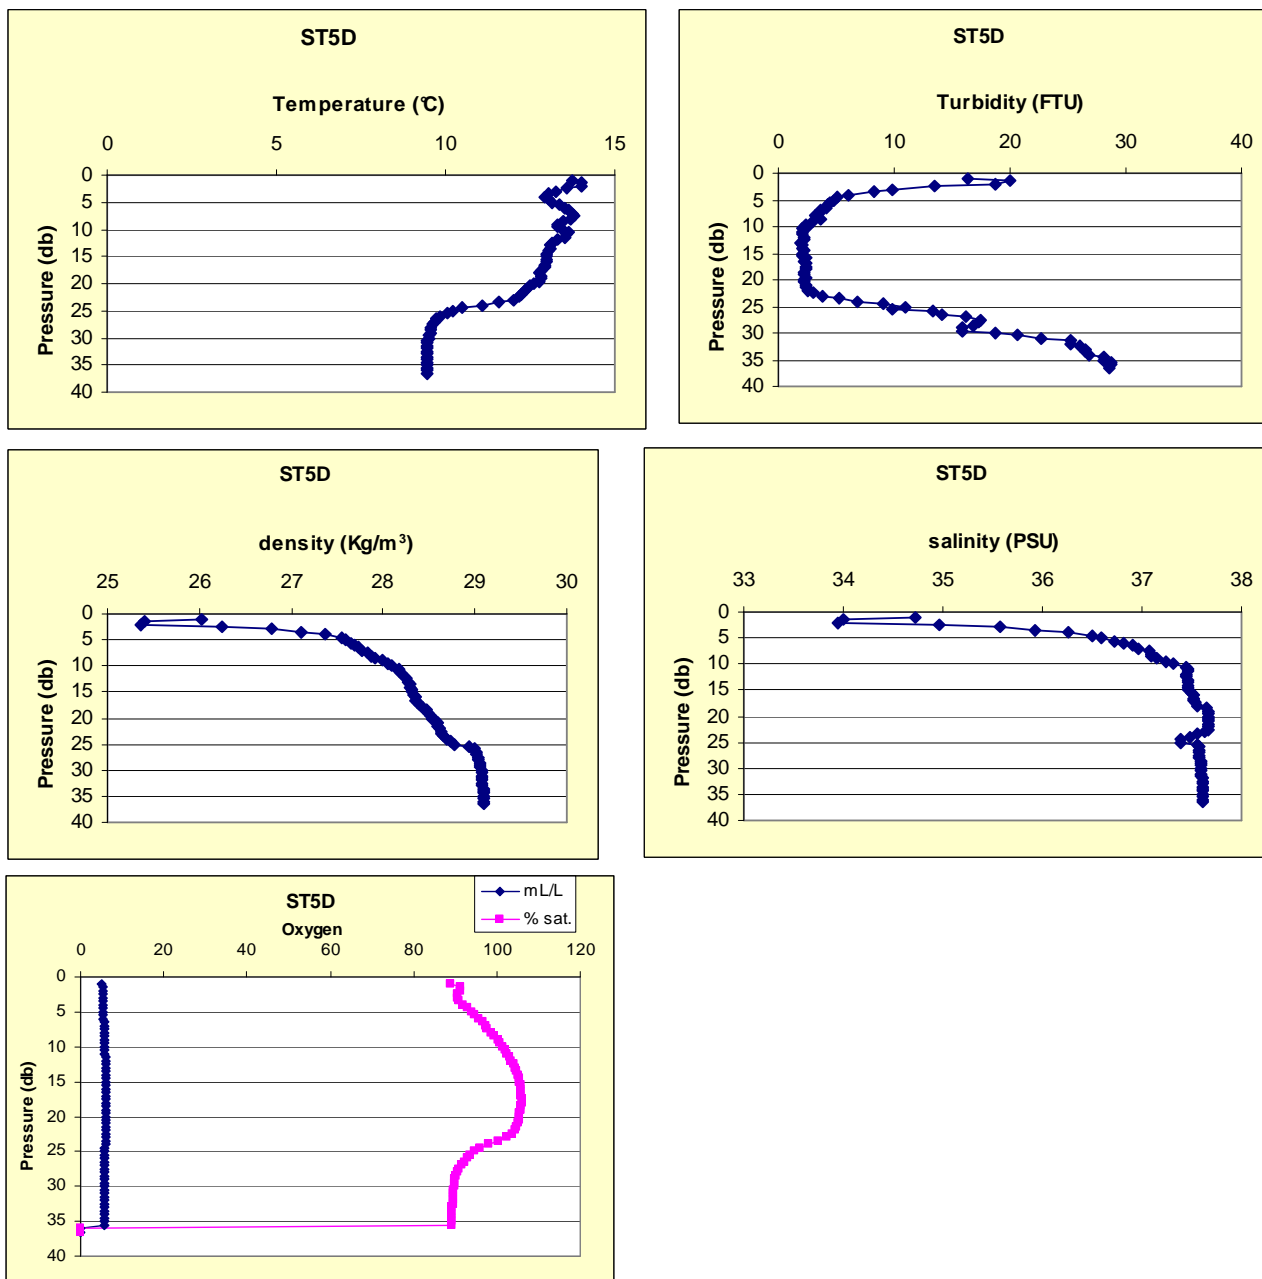 ST5D
Temperature (°C)
0 5 10 15
0
5
10
15
20
25
30
35
40
Pressure (db)
ST5D
Turbidity (FTU)
0 10 20 30 40
0
5
10
15
20
25
30
35
40
Pressure (db)
ST5D
density (Kg/m³)
25 26 27 28 29 30
0
5
10
15
20
25
30
35
40
Pressure (db)
ST5D
salinity (PSU)
33 34 35 36 37 38
0
5
10
15
20
25
30
35
40
Pressure (db)
ST5D
Oxygen
mL/L
% sat.
0 20 40 60 80 100 120
0
5
10
15
20
25
30
35
40
Pressure (db)